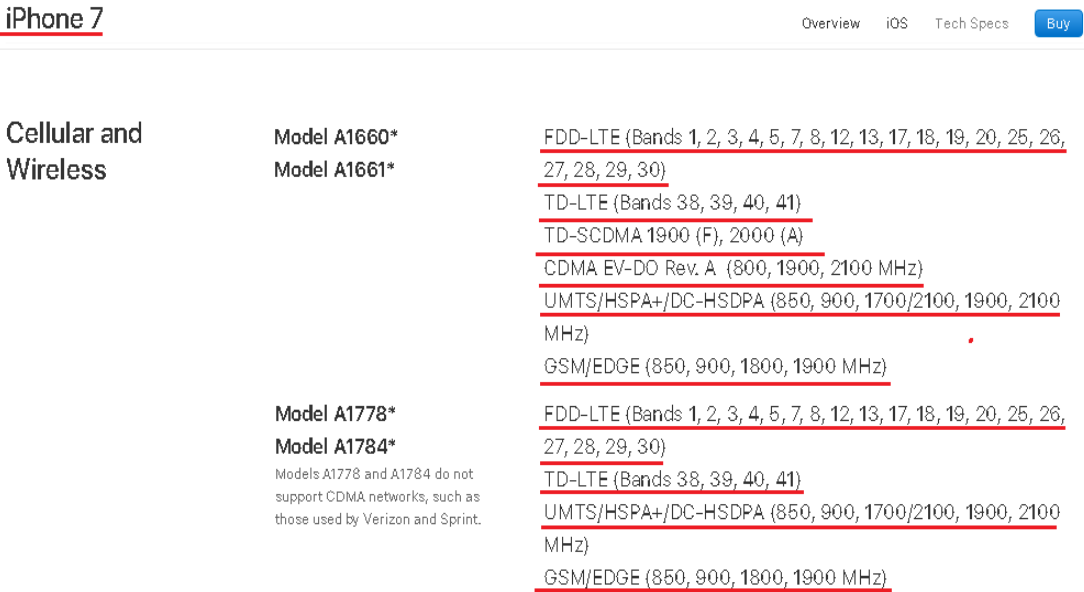 iPhone 7
Overview iOS Tech Specs Buy
Cellular and
Wireless
Model A1660*
Model A1661*
FDD-LTE (Bands 1, 2, 3, 4, 5, 7, 8, 12, 13, 17, 18, 19, 20, 25, 26,
27, 28, 29, 30)
TD-LTE (Bands 38, 39, 40, 41)
TD-SCDMA 1900 (F), 2000 (A)
CDMA EV-DO Rev. A (800, 1900, 2100 MHz)
UMTS/HSPA+/DC-HSDPA (850, 900, 1700/2100, 1900, 2100
MHz)
GSM/EDGE (850, 900, 1800, 1900 MHz)
Model A1778*
Model A1784*
Models A1778 and A1784 do not
support CDMA networks, such as
those used by Verizon and Sprint.
FDD-LTE (Bands 1, 2, 3, 4, 5, 7, 8, 12, 13, 17, 18, 19, 20, 25, 26,
27, 28, 29, 30)
TD-LTE (Bands 38, 39, 40, 41)
UMTS/HSPA+/DC-HSDPA (850, 900, 1700/2100, 1900, 2100
MHz)
GSM/EDGE (850, 900, 1800, 1900 MHz)